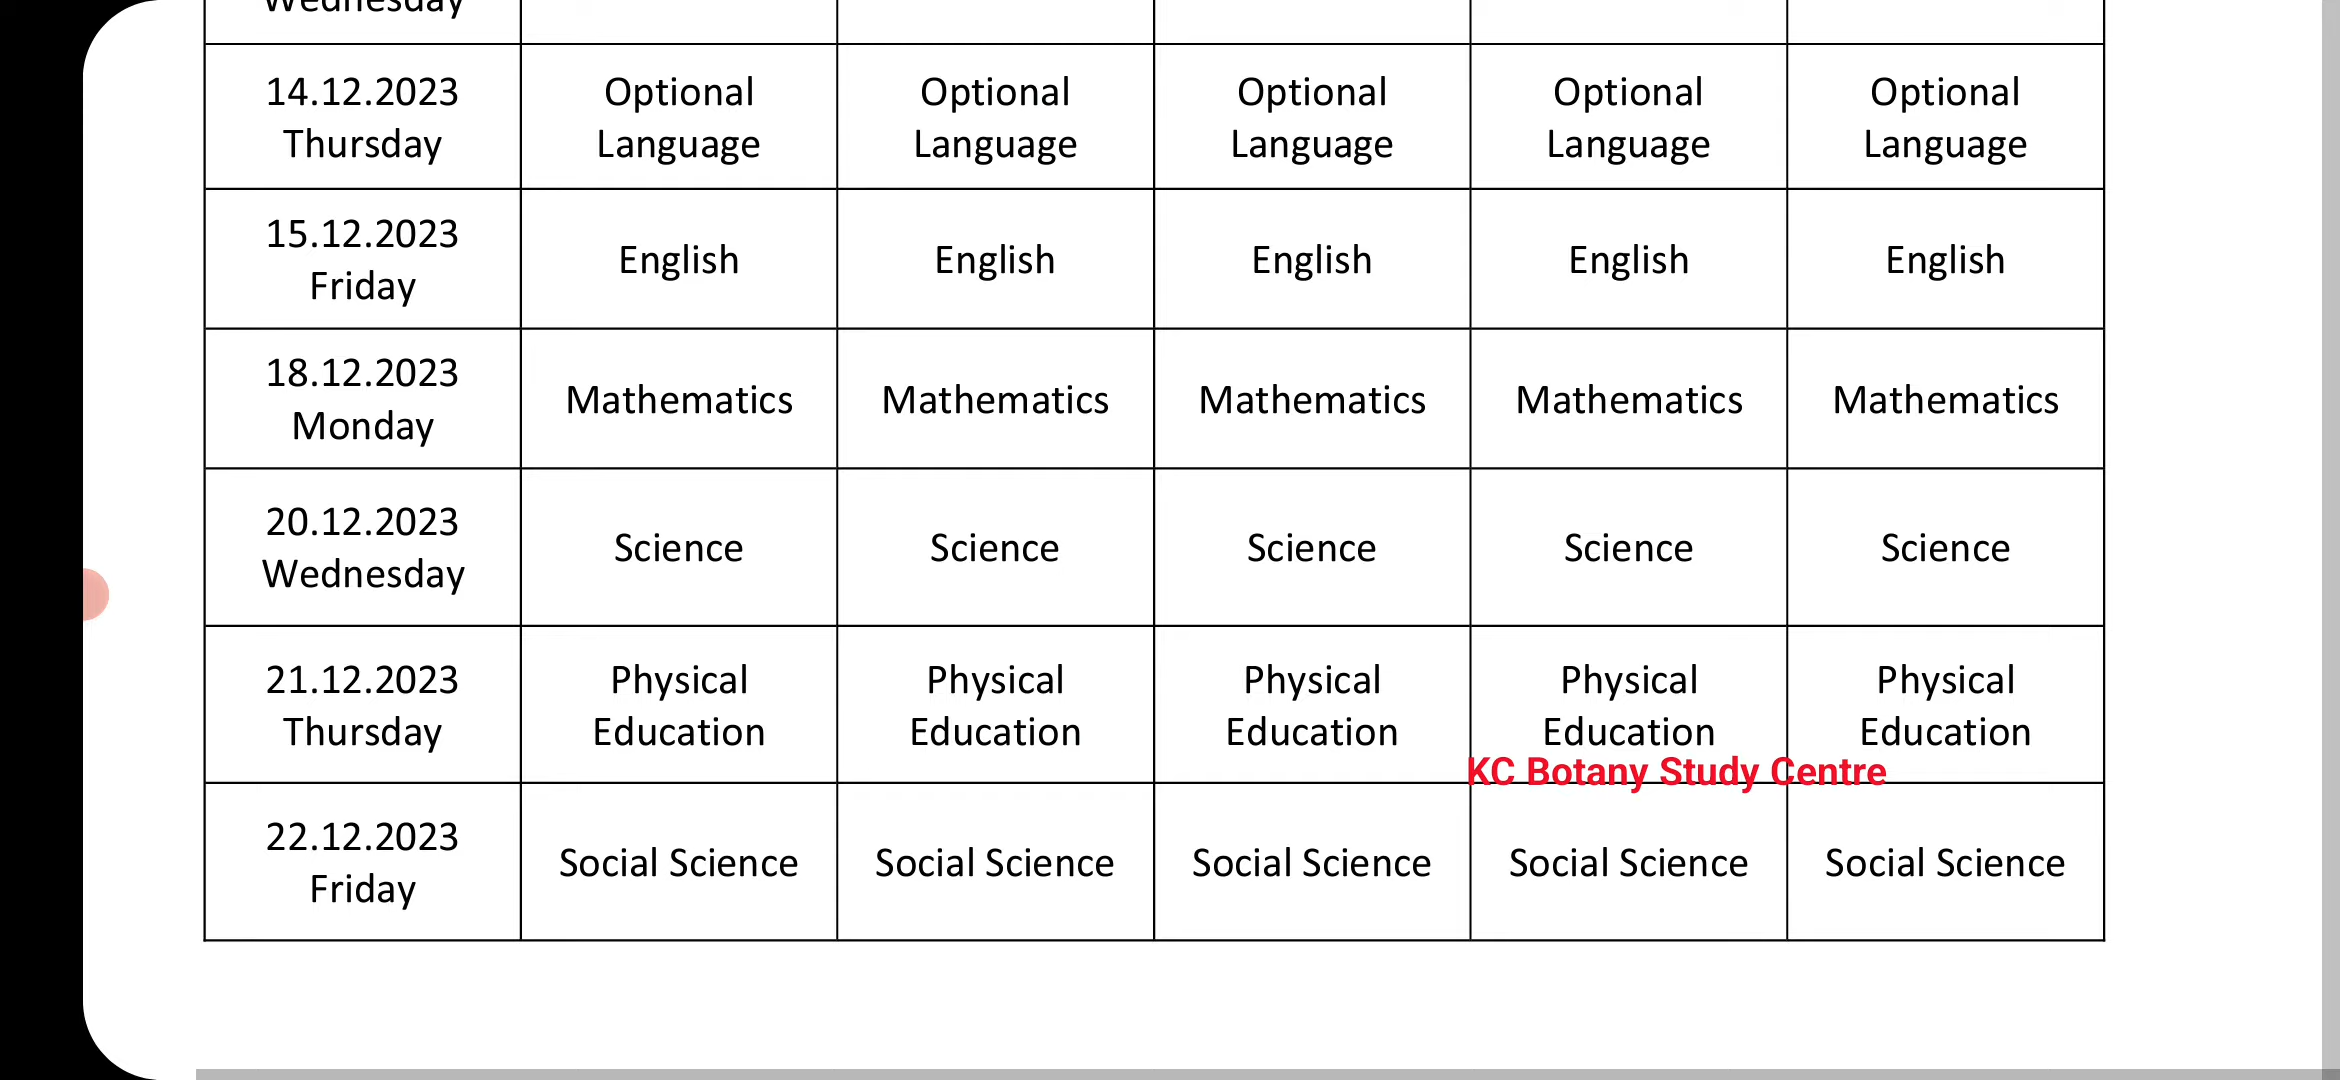 Wednesday
14.12.2023 Thursday Optional Language Optional Language Optional Language Optional Language Optional Language
15.12.2023 Friday English English English English English
18.12.2023 Monday Mathematics Mathematics Mathematics Mathematics Mathematics
20.12.2023 Wednesday Science Science Science Science Science
21.12.2023 Thursday Physical Education Physical Education Physical Education Physical Education Physical Education
KC Botany Study Centre
22.12.2023 Friday Social Science Social Science Social Science Social Science Social Science